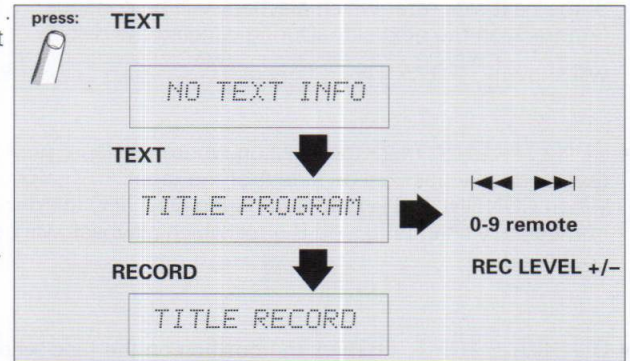 press: TEXT
NO TEXT INFO
TEXT
TITLE PROGRAM
|◀◀ ▶▶|
0-9 remote
REC LEVEL +/–
RECORD
TITLE RECORD